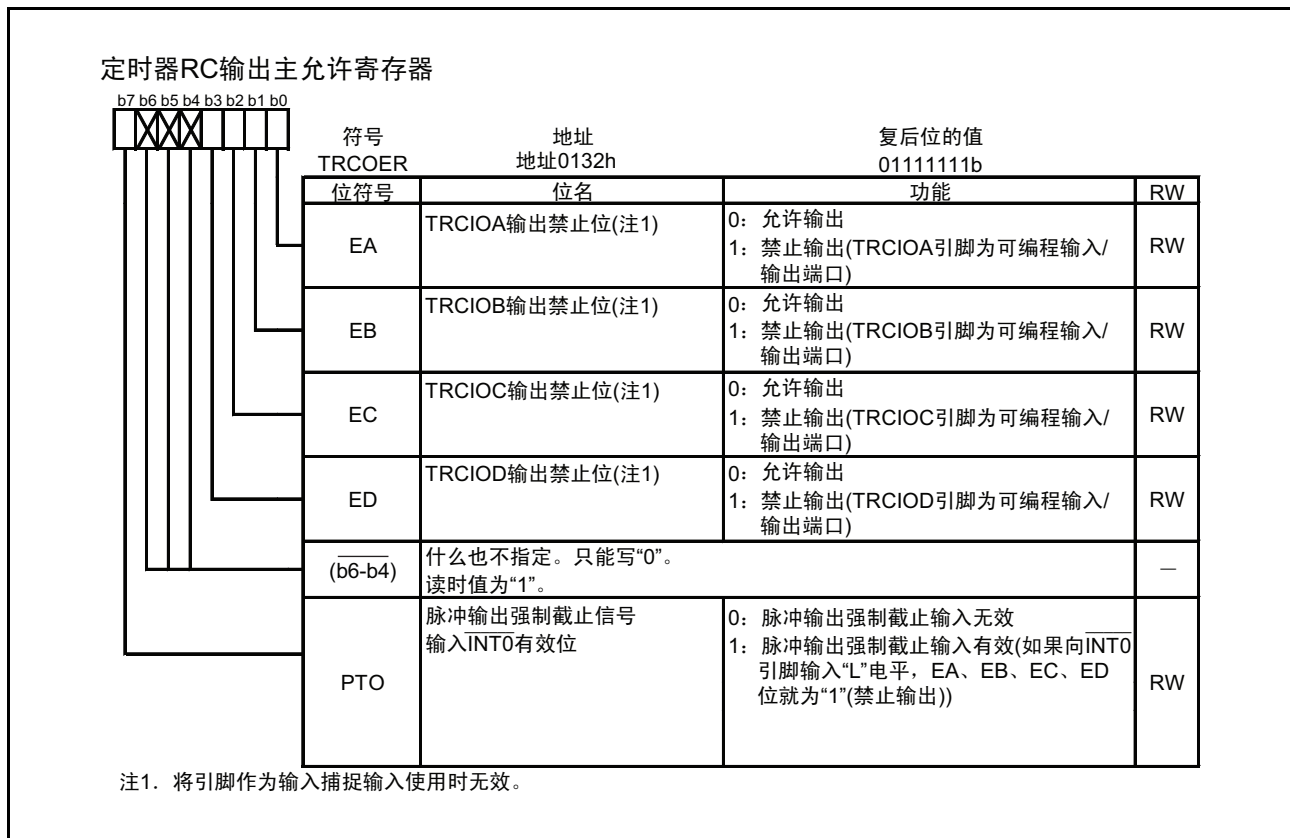 定时器RC输出主允许寄存器
b7 b6 b5 b4 b3 b2 b1 b0
符号 地址 复后位的值
TRCOER 地址0132h 01111111b
位符号 位名 功能 RW
EA TRCIOA输出禁止位(注1) 0：允许输出 RW
1：禁止输出(TRCIOA引脚为可编程输入/
输出端口)
EB TRCIOB输出禁止位(注1) 0：允许输出 RW
1：禁止输出(TRCIOB引脚为可编程输入/
输出端口)
EC TRCIOC输出禁止位(注1) 0：允许输出 RW
1：禁止输出(TRCIOC引脚为可编程输入/
输出端口)
ED TRCIOD输出禁止位(注1) 0：允许输出 RW
1：禁止输出(TRCIOD引脚为可编程输入/
输出端口)
(b6-b4) 什么也不指定。只能写“0”。 —
读时值为“1”。
PTO 脉冲输出强制截止信号 0：脉冲输出强制截止输入无效 RW
输入INT0有效位 1：脉冲输出强制截止输入有效(如果向INT0
引脚输入“L”电平，EA、EB、EC、ED
位就为“1”(禁止输出))
注1．将引脚作为输入捕捉输入使用时无效。